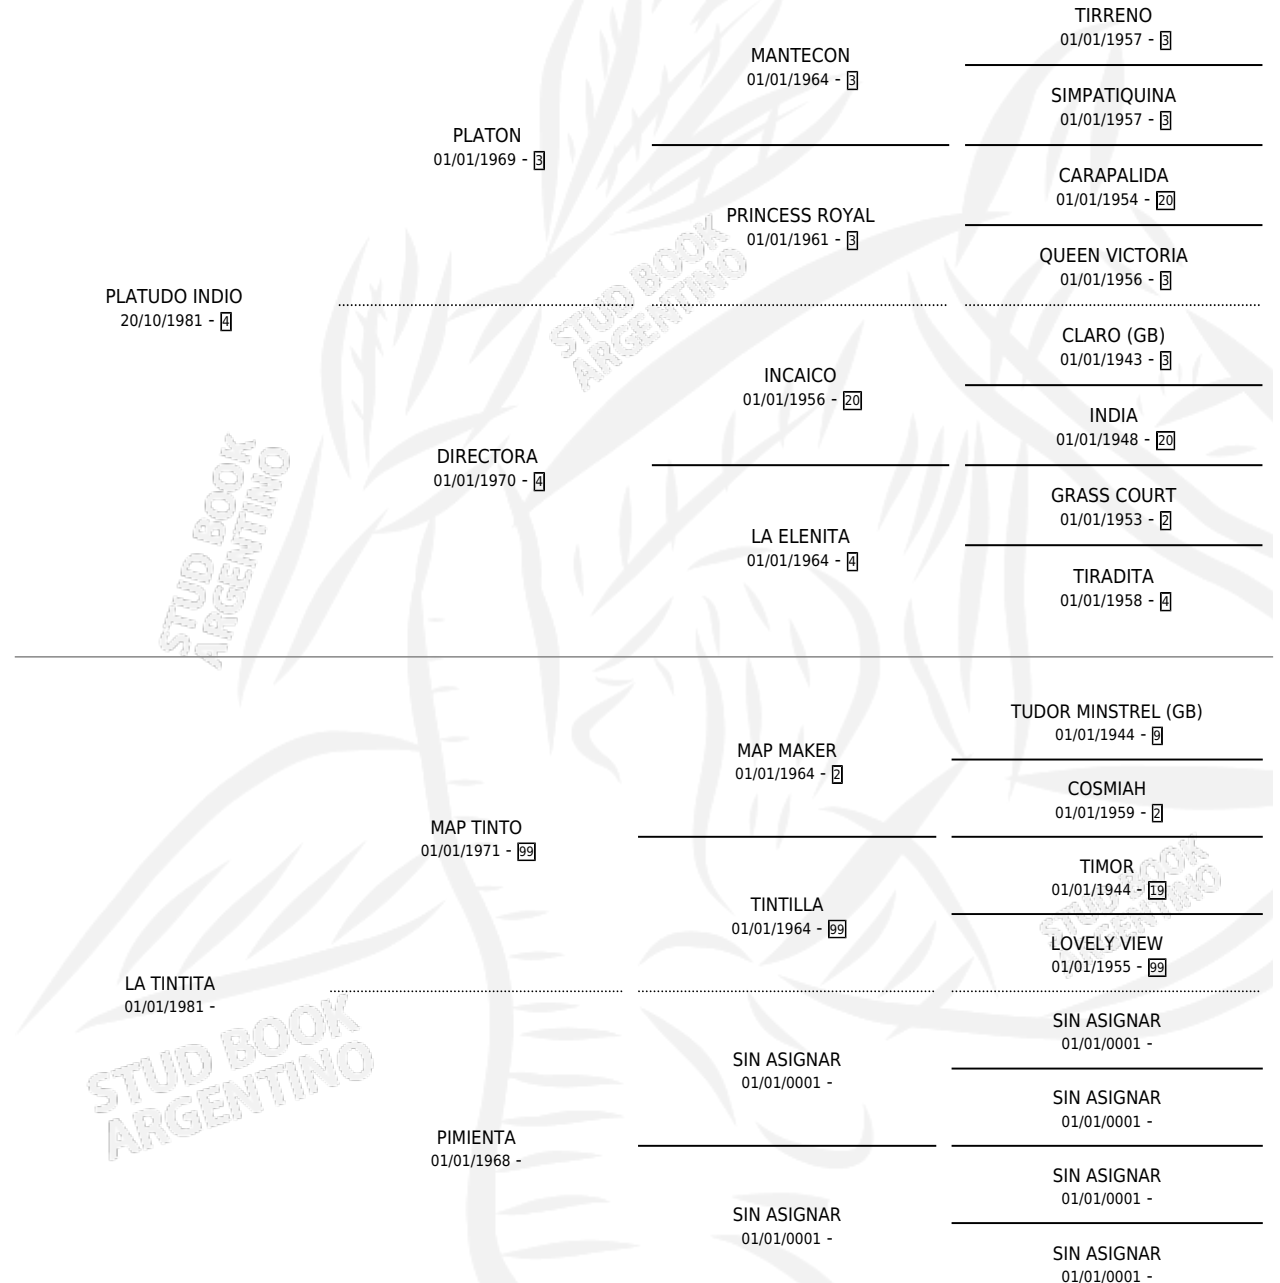 TIRRENO
01/01/1957 - 3
MANTECON
01/01/1964 - 3
SIMPATIQUINA
01/01/1957 - 3
PLATON
01/01/1969 - 3
CARAPALIDA
01/01/1954 - 20
PRINCESS ROYAL
01/01/1961 - 3
QUEEN VICTORIA
01/01/1956 - 3
PLATUDO INDIO
20/10/1981 - 4
STUD BOOK
ARGENTINO
CLARO (GB)
01/01/1943 - 3
INCAICO
01/01/1956 - 20
INDIA
01/01/1948 - 20
DIRECTORA
01/01/1970 - 4
GRASS COURT
01/01/1953 - 2
LA ELENITA
01/01/1964 - 4
TIRADITA
01/01/1958 - 4
STUD BOOK
ARGENTINO
TUDOR MINSTREL (GB)
01/01/1944 - 9
MAP MAKER
01/01/1964 - 2
COSMIAH
01/01/1959 - 2
MAP TINTO
01/01/1971 - 99
TIMOR
01/01/1944 - 19
TINTILLA
01/01/1964 - 99
STUD BOOK
ARGENTINO
LOVELY VIEW
01/01/1955 - 99
LA TINTITA
01/01/1981 -
SIN ASIGNAR
01/01/0001 -
SIN ASIGNAR
01/01/0001 -
STUD BOOK
ARGENTINO
SIN ASIGNAR
01/01/0001 -
PIMIENTA
01/01/1968 -
SIN ASIGNAR
01/01/0001 -
SIN ASIGNAR
01/01/0001 -
SIN ASIGNAR
01/01/0001 -